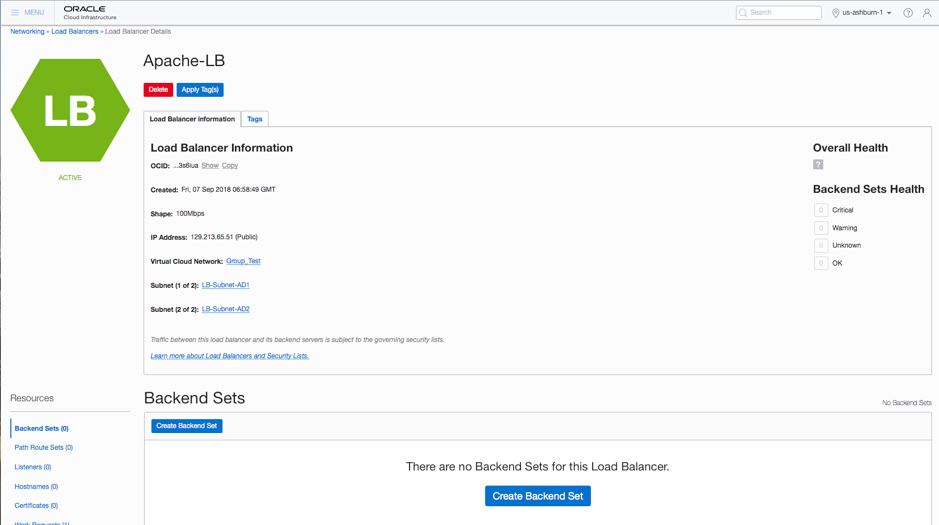 MENU
ORACLE
Cloud Infrastructure
Search
us-ashburn-1
?
Networking » Load Balancers » Load Balancer Details
LB
ACTIVE
Apache-LB
Delete
Apply Tag(s)
Load Balancer Information
Tags
Load Balancer Information
OCID: ...3s6iua Show Copy
Created: Fri, 07 Sep 2018 06:58:49 GMT
Shape: 100Mbps
IP Address: 129.213.65.51 (Public)
Virtual Cloud Network: Group_Test
Subnet (1 of 2): LB-Subnet-AD1
Subnet (2 of 2): LB-Subnet-AD2
Traffic between this load balancer and its backend servers is subject to the governing security lists.
Learn more about Load Balancers and Security Lists.
Overall Health
?
Backend Sets Health
0 Critical
0 Warning
0 Unknown
0 OK
Resources
Backend Sets (0)
Path Route Sets (0)
Listeners (0)
Hostnames (0)
Certificates (0)
Work Requests (1)
Backend Sets
No Backend Sets
Create Backend Set
There are no Backend Sets for this Load Balancer.
Create Backend Set